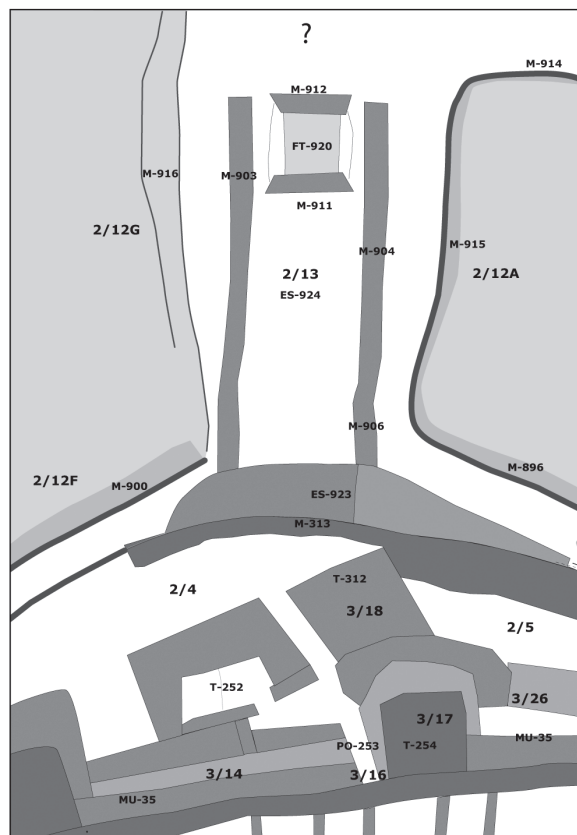 ?
M-914
M-912
FT-920
M-916
M-903
M-911
2/12G
M-915
M-904
2/13
2/12A
ES-924
M-906
2/12F
M-900
M-896
ES-923
M-313
2/4
T-312
3/18
2/5
T-252
3/26
3/17
MU-35
PO-253
T-254
3/14
3/16
MU-35